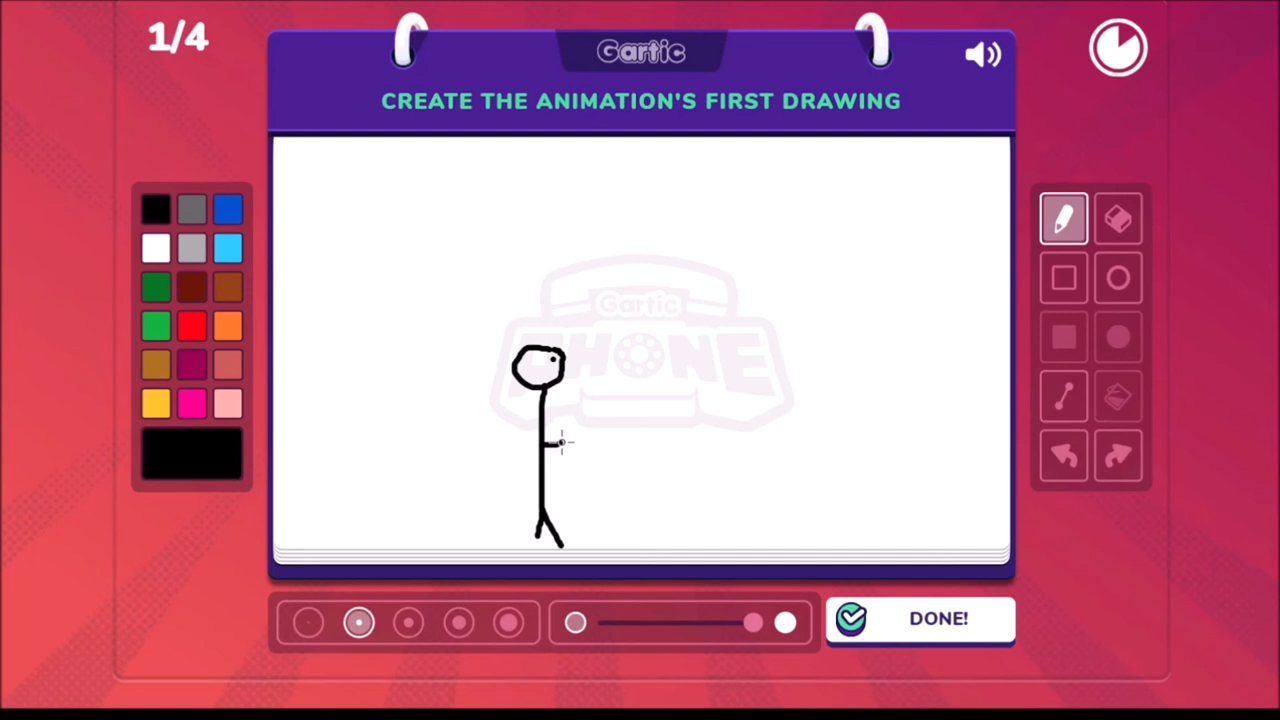 1/4
Gartic
CREATE THE ANIMATION'S FIRST DRAWING
Gartic
PHONE
DONE!